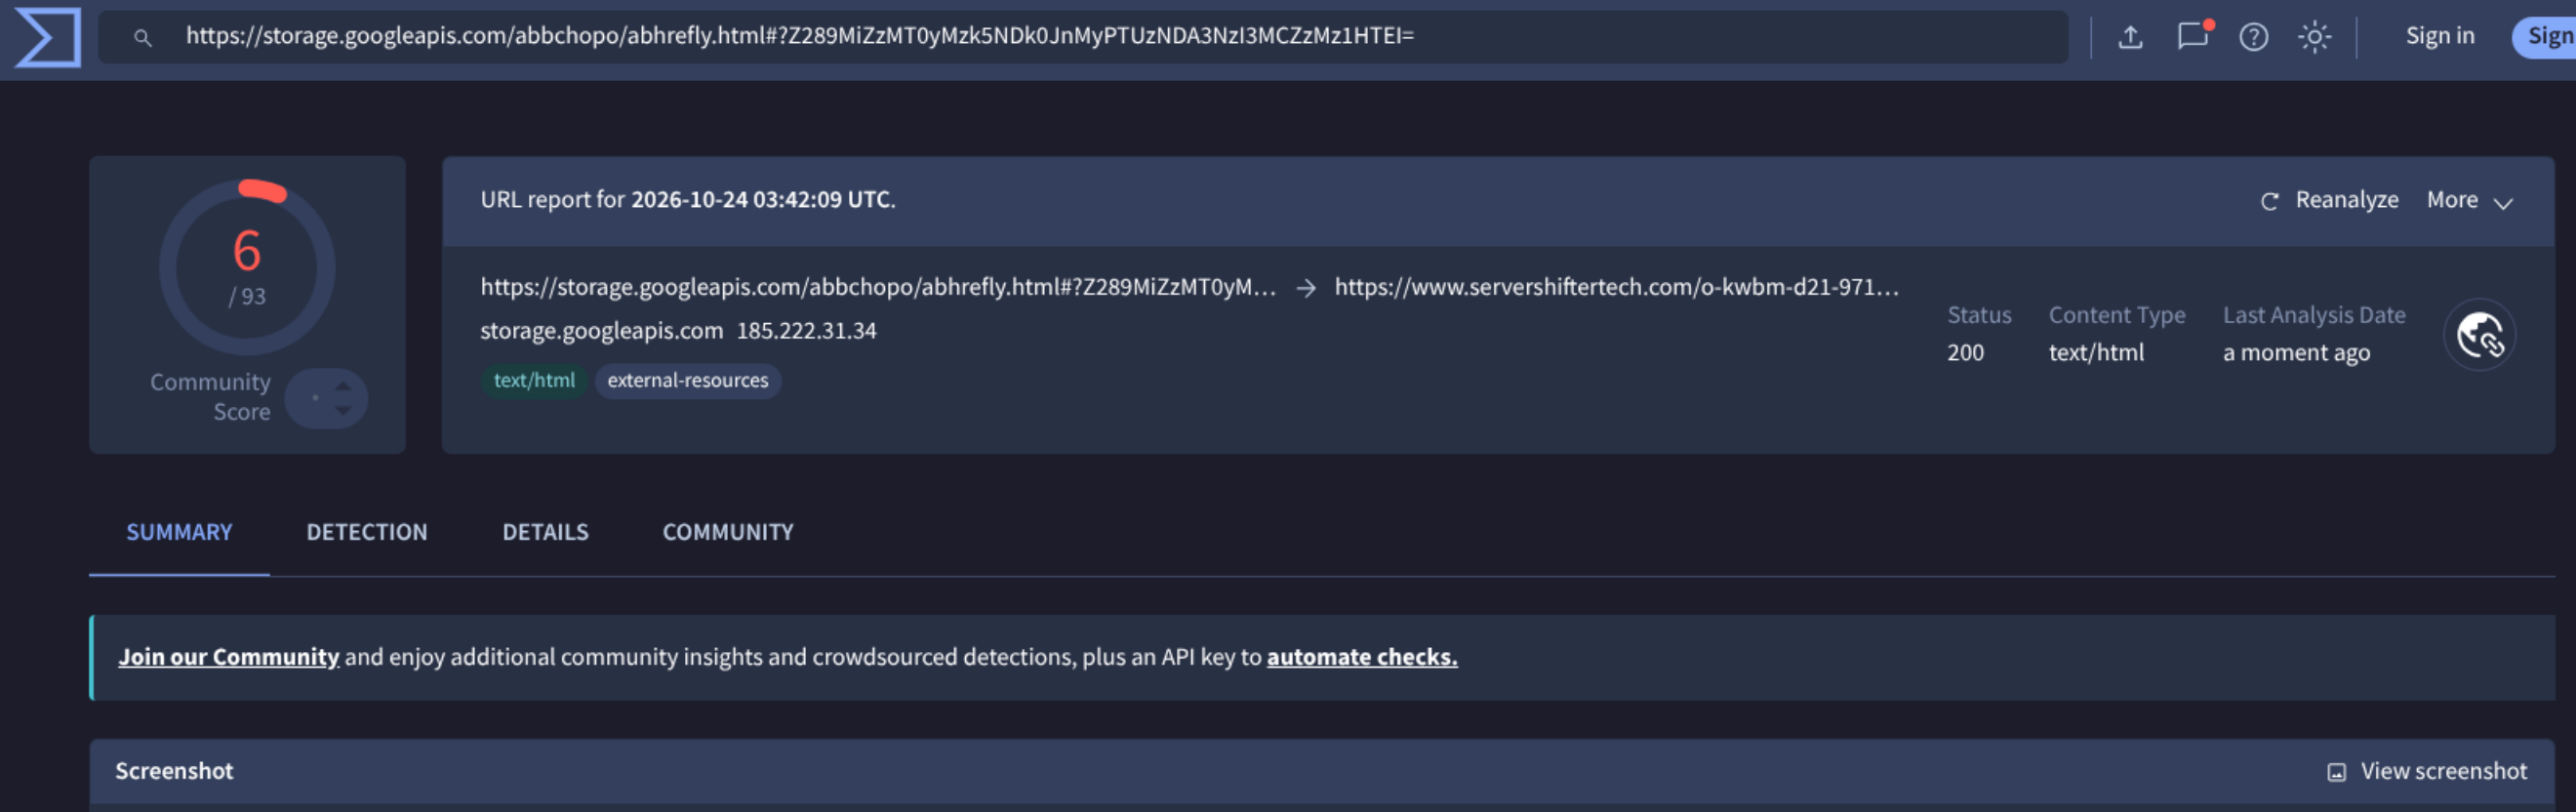 https://storage.googleapis.com/abbchopo/abhrefly.html#?Z289MiZzMT0yMzk5NDk0JnMyPTUzNDA3NzI3MCZzMz1HTEI=
Sign in
Sign
6
/ 93
Community
Score
URL report for 2026-10-24 03:42:09 UTC.
Reanalyze
More
https://storage.googleapis.com/abbchopo/abhrefly.html#?Z289MiZzMT0yM... → https://www.servershiftertech.com/o-kwbm-d21-971...
storage.googleapis.com 185.222.31.34
text/html external-resources
Status
200
Content Type
text/html
Last Analysis Date
a moment ago
SUMMARY
DETECTION
DETAILS
COMMUNITY
Join our Community and enjoy additional community insights and crowdsourced detections, plus an API key to automate checks.
Screenshot
View screenshot